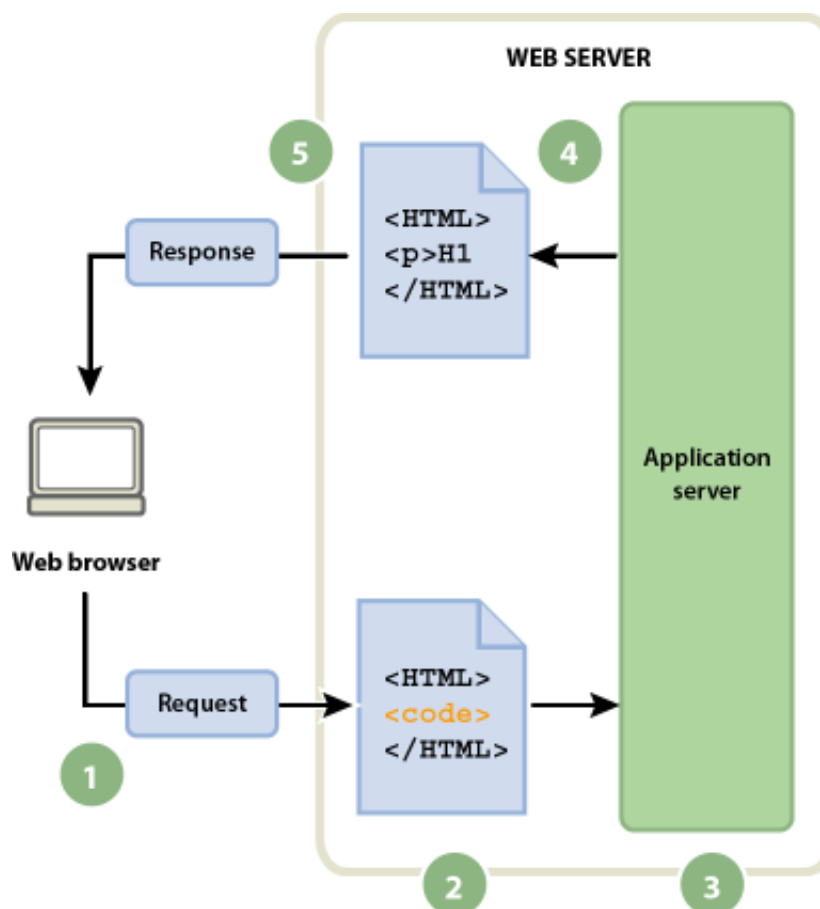 WEB SERVER
5
4
<HTML>
<p>H1
</HTML>
Response
Application
server
Web browser
Request
<HTML>
<code>
</HTML>
1
2
3